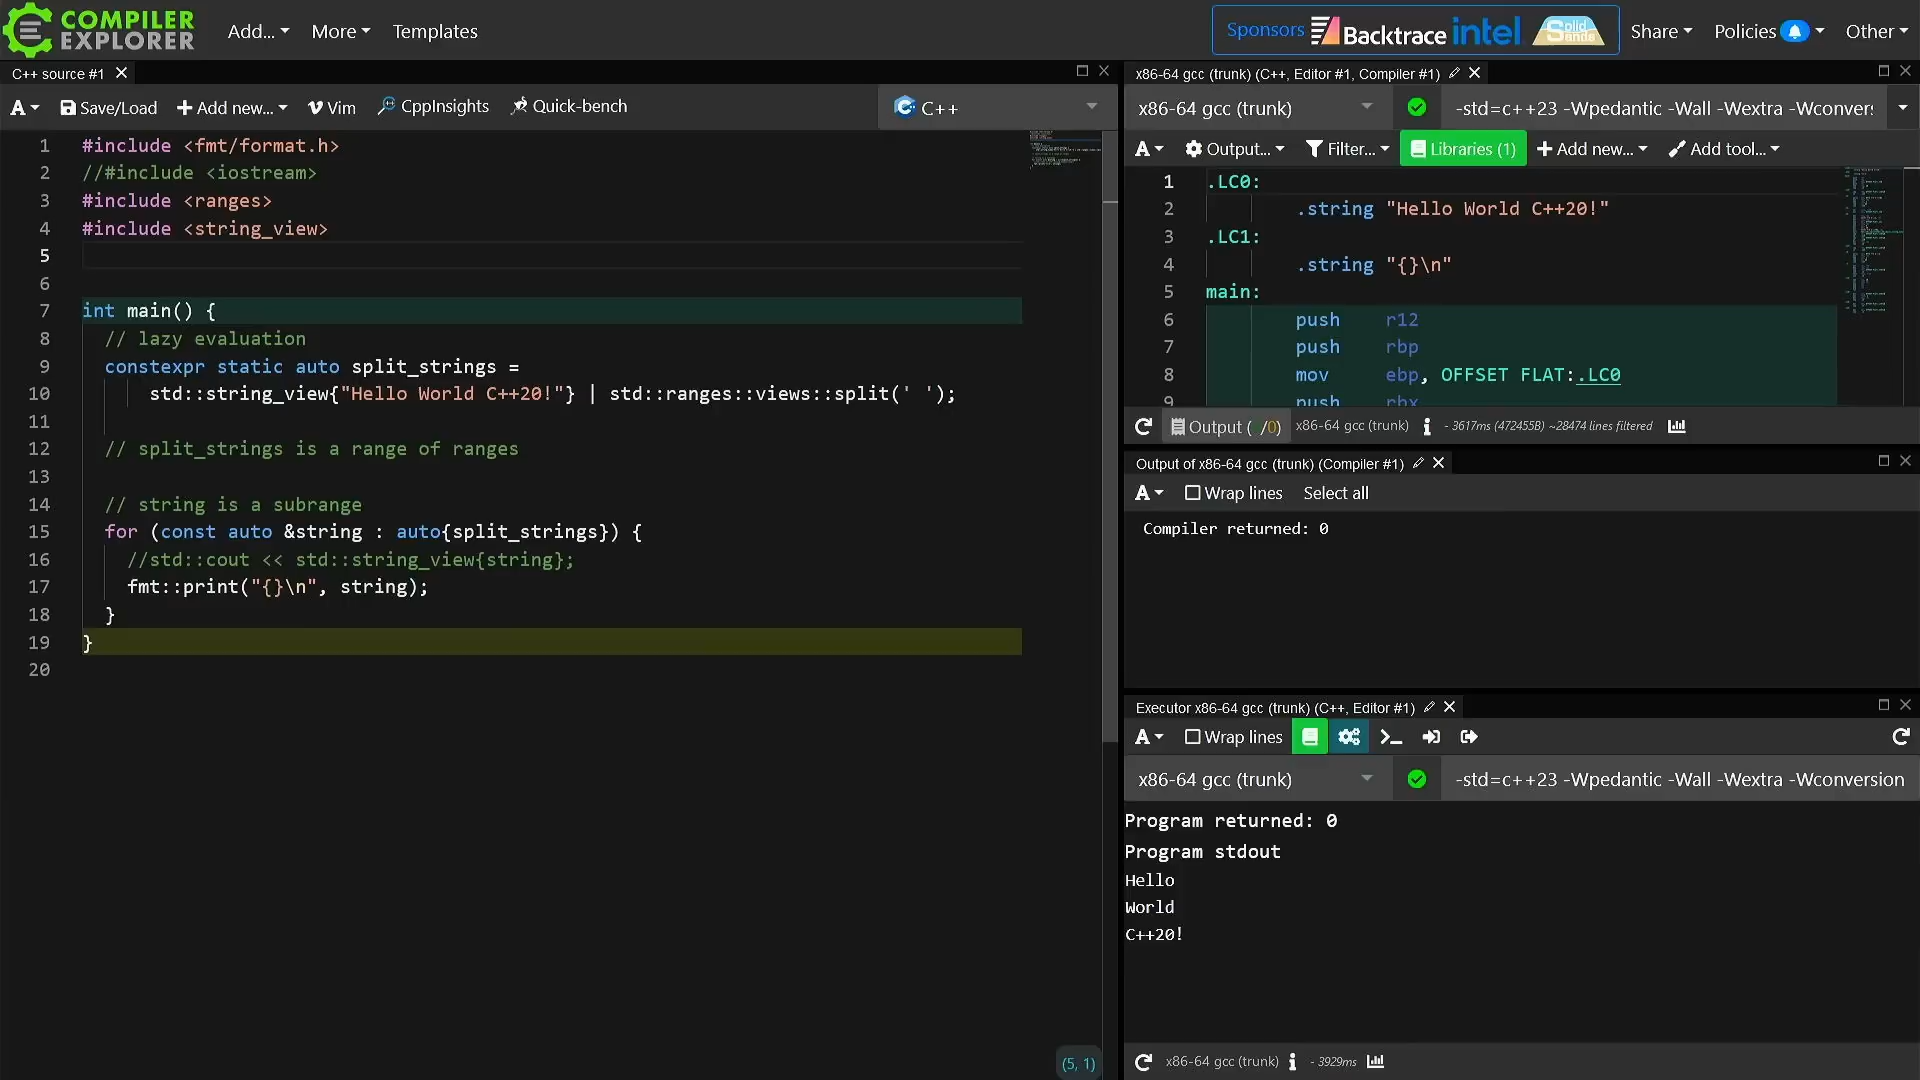 COMPILER EXPLORER Add... More Templates Sponsors Backtrace intel Solid Sands Share Policies Other
C++ source #1
A Save/Load Add new... Vim CppInsights Quick-bench C++
1 #include <fmt/format.h>
2 //#include <iostream>
3 #include <ranges>
4 #include <string_view>
5
6
7 int main() {
8 // lazy evaluation
9 constexpr static auto split_strings =
10 std::string_view{"Hello World C++20!"} | std::ranges::views::split(' ');
11
12 // split_strings is a range of ranges
13
14 // string is a subrange
15 for (const auto &string : auto{split_strings}) {
16 //std::cout << std::string_view{string};
17 fmt::print("{}\n", string);
18 }
19 }
20
(5, 1)
x86-64 gcc (trunk) (C++, Editor #1, Compiler #1)
x86-64 gcc (trunk) -std=c++23 -Wpedantic -Wall -Wextra -Wconvers
A Output... Filter... Libraries (1) Add new... Add tool...
1 .LC0:
2 .string "Hello World C++20!"
3 .LC1:
4 .string "{}\n"
5 main:
6 push r12
7 push rbp
8 mov ebp, OFFSET FLAT:.LC0
9 push rbx
Output ( /0) x86-64 gcc (trunk) i - 3617ms (472455B) ~28474 lines filtered
Output of x86-64 gcc (trunk) (Compiler #1)
A Wrap lines Select all
Compiler returned: 0
Executor x86-64 gcc (trunk) (C++, Editor #1)
A Wrap lines
x86-64 gcc (trunk) -std=c++23 -Wpedantic -Wall -Wextra -Wconversion
Program returned: 0
Program stdout
Hello
World
C++20!
x86-64 gcc (trunk) i - 3929ms